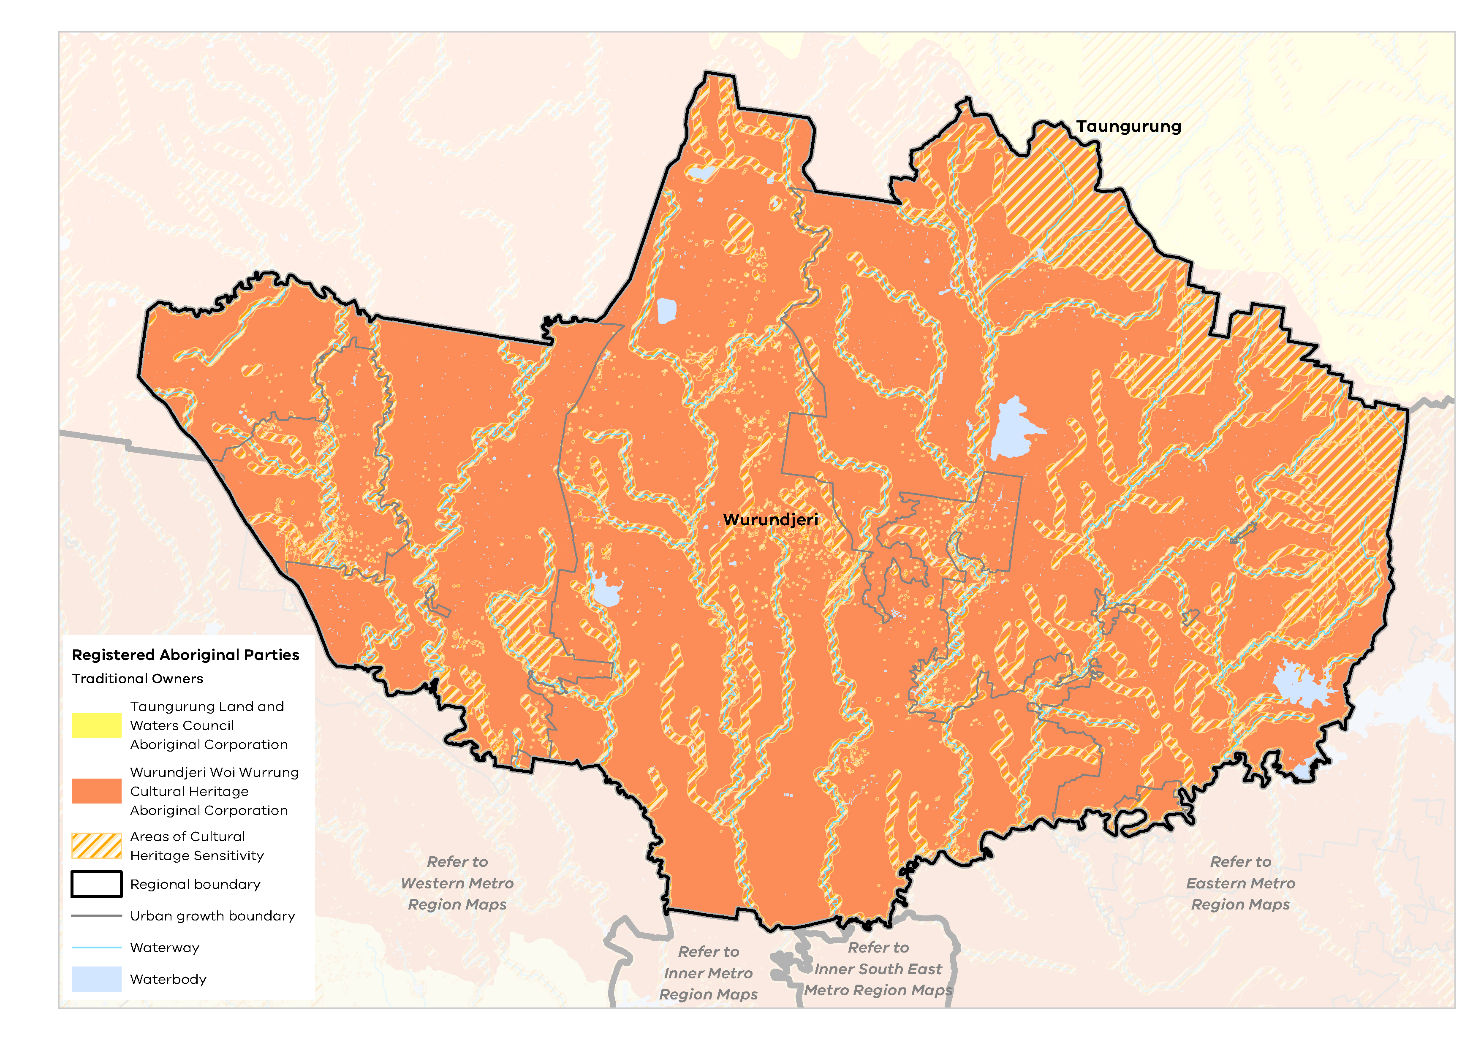 Taungurung
Wurundjeri
Registered Aboriginal Parties
Traditional Owners
Taungurung Land and
Waters Council
Aboriginal Corporation
Wurundjeri Woi Wurrung
Cultural Heritage
Aboriginal Corporation
Areas of Cultural
Heritage Sensitivity
Regional boundary
Urban growth boundary
Waterway
Waterbody
Refer to
Western Metro
Region Maps
Refer to
Inner Metro
Region Maps
Refer to
Inner South East
Metro Region Maps
Refer to
Eastern Metro
Region Maps